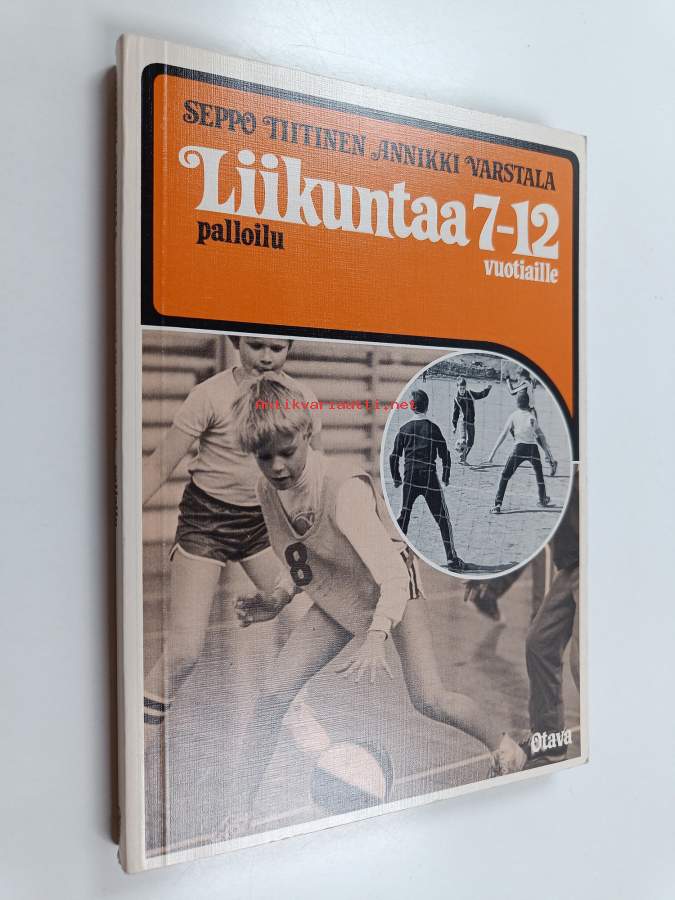 SEPPO TIITINEN ANNIKKI VARSTALA
Liikuntaa 7-12
palloilu
vuotiaille
antikvariaatti.net
8
Otava